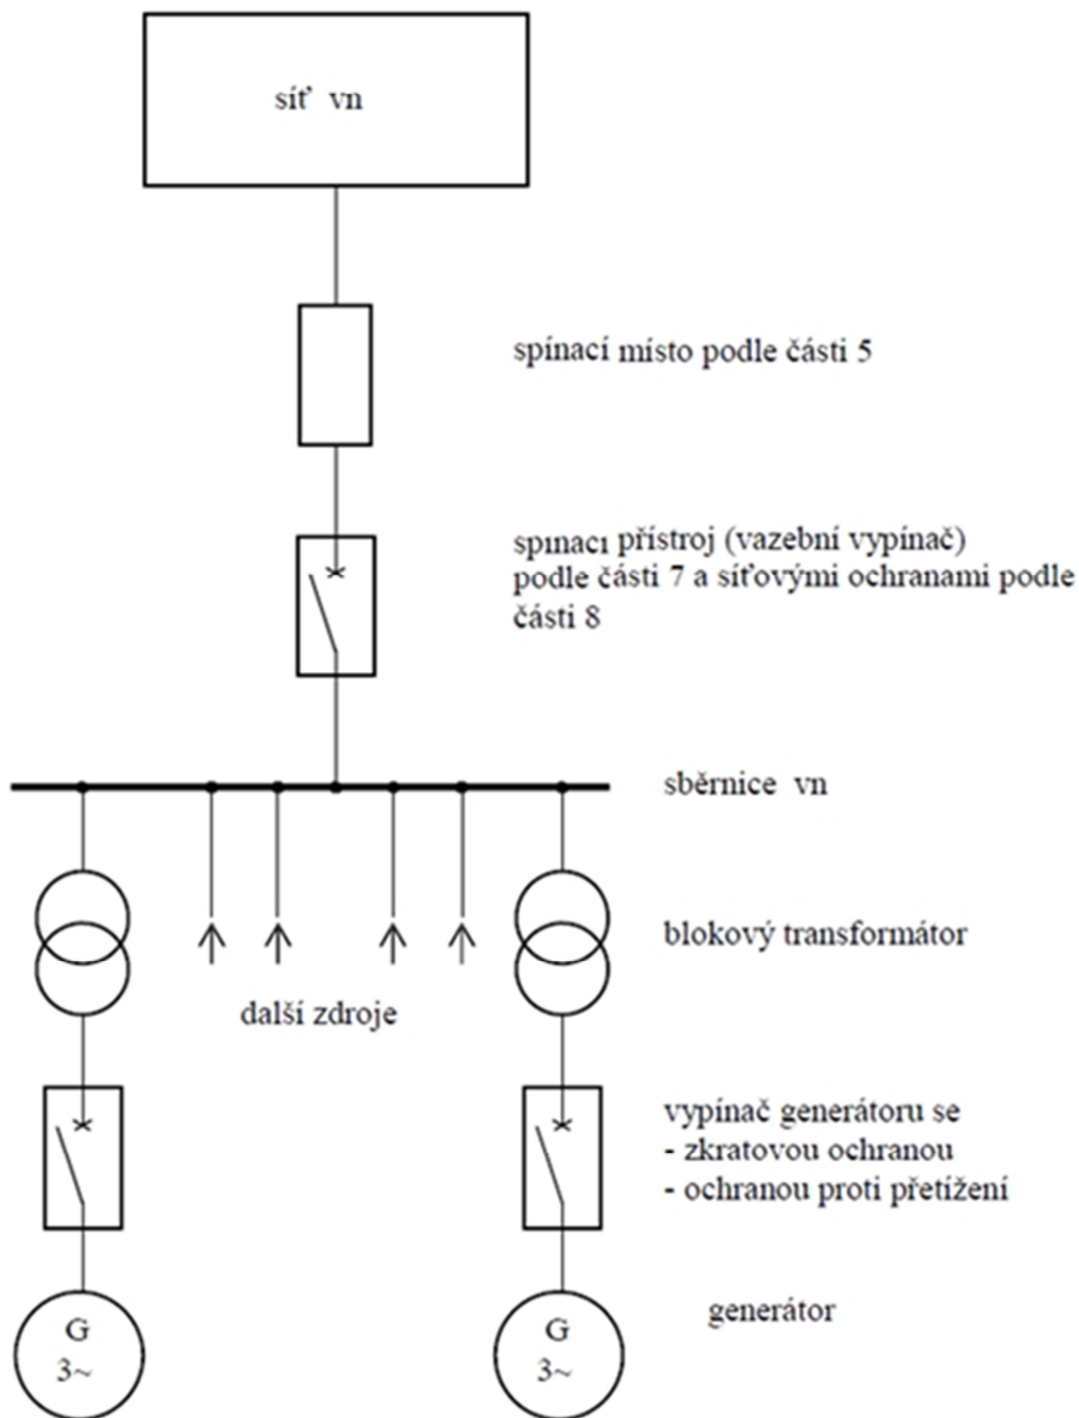 síť vn
spínací místo podle části 5
spínací přístroj (vazební vypínač)
podle části 7 a síťovými ochranami podle
části 8
sběrnice vn
blokový transformátor
další zdroje
vypínač generátoru se
- zkratovou ochranou
- ochranou proti přetížení
generátor
G
3~
G
3~